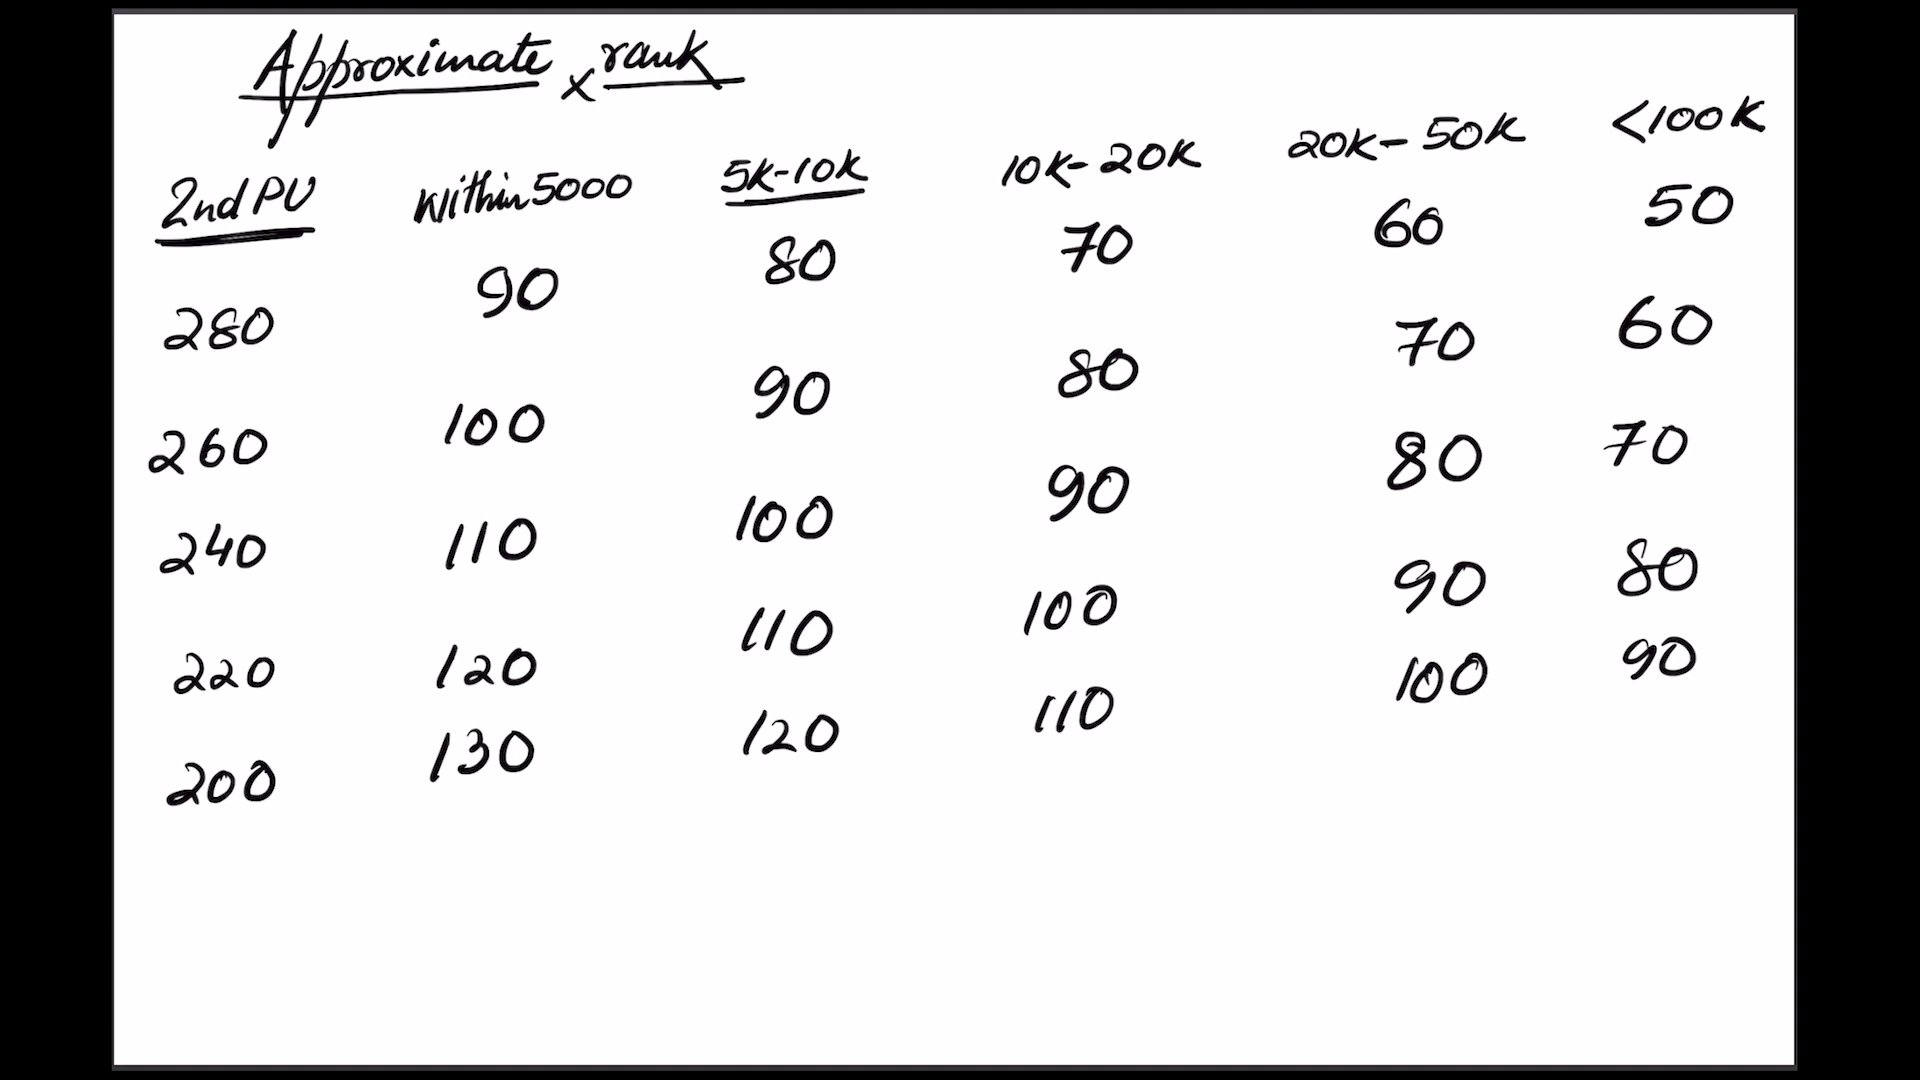 Approximate x rank
2nd PU within 5000 5K-10K 10K-20K 20K-50K <100K
280 90 80 70 60 50
260 100 90 80 70 60
240 110 100 90 80 70
220 120 110 100 90 80
200 130 120 110 100 90